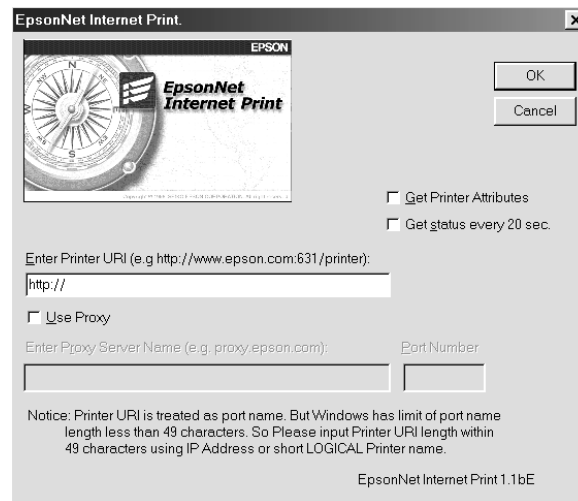 EpsonNet Internet Print.
EPSON
EpsonNet
Internet Print
OK
Cancel
Get Printer Attributes
Get status every 20 sec.
Enter Printer URI (e.g http://www.epson.com:631/printer):
http://
Use Proxy
Enter Proxy Server Name (e.g. proxy.epson.com):
Port Number
Notice: Printer URI is treated as port name. But Windows has limit of port name
length less than 49 characters. So Please input Printer URI length within
49 characters using IP Address or short LOGICAL Printer name.
EpsonNet Internet Print 1.1bE